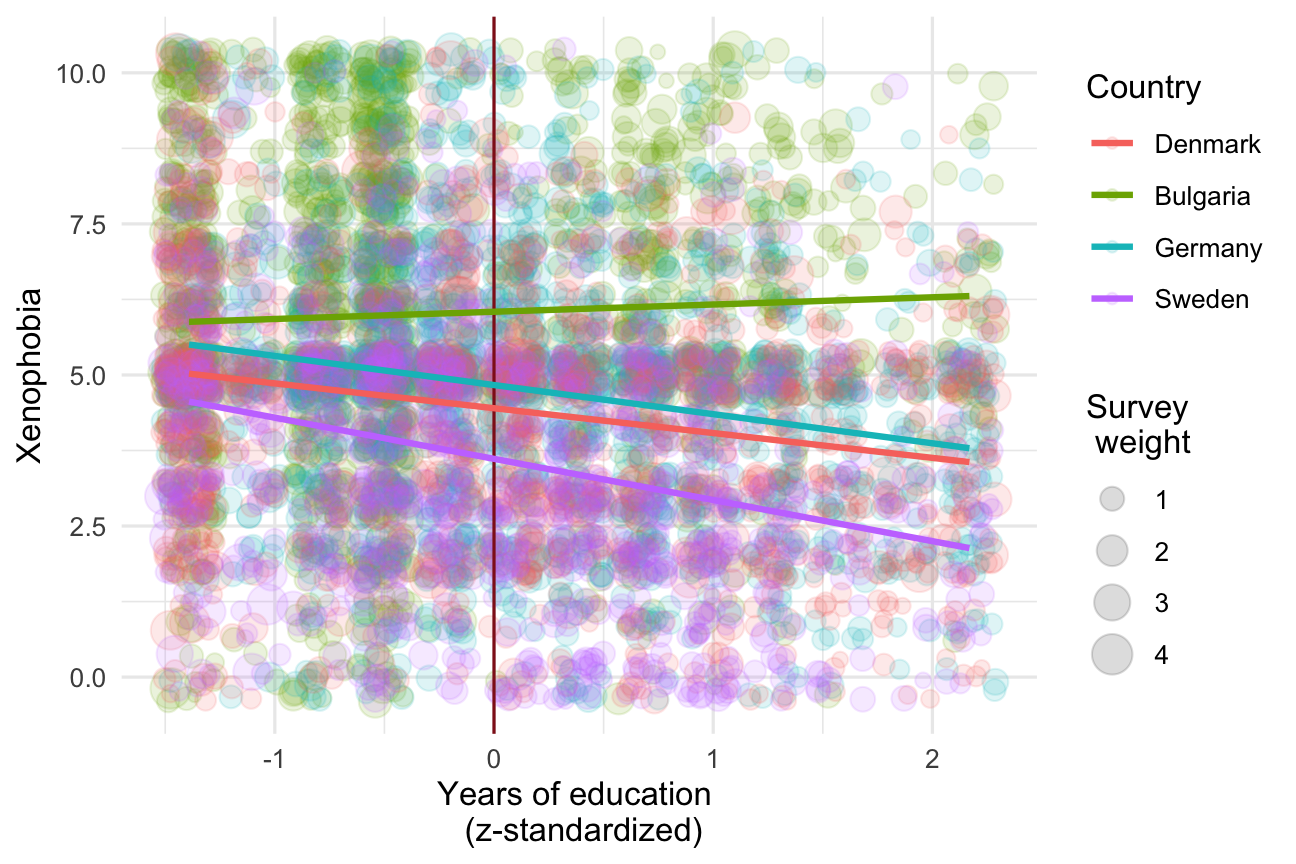 10.0
7.5
5.0
2.5
0.0
Xenophobia
-1
0
1
2
Years of education
(z-standardized)
Country
Denmark
Bulgaria
Germany
Sweden
Survey
weight
1
2
3
4